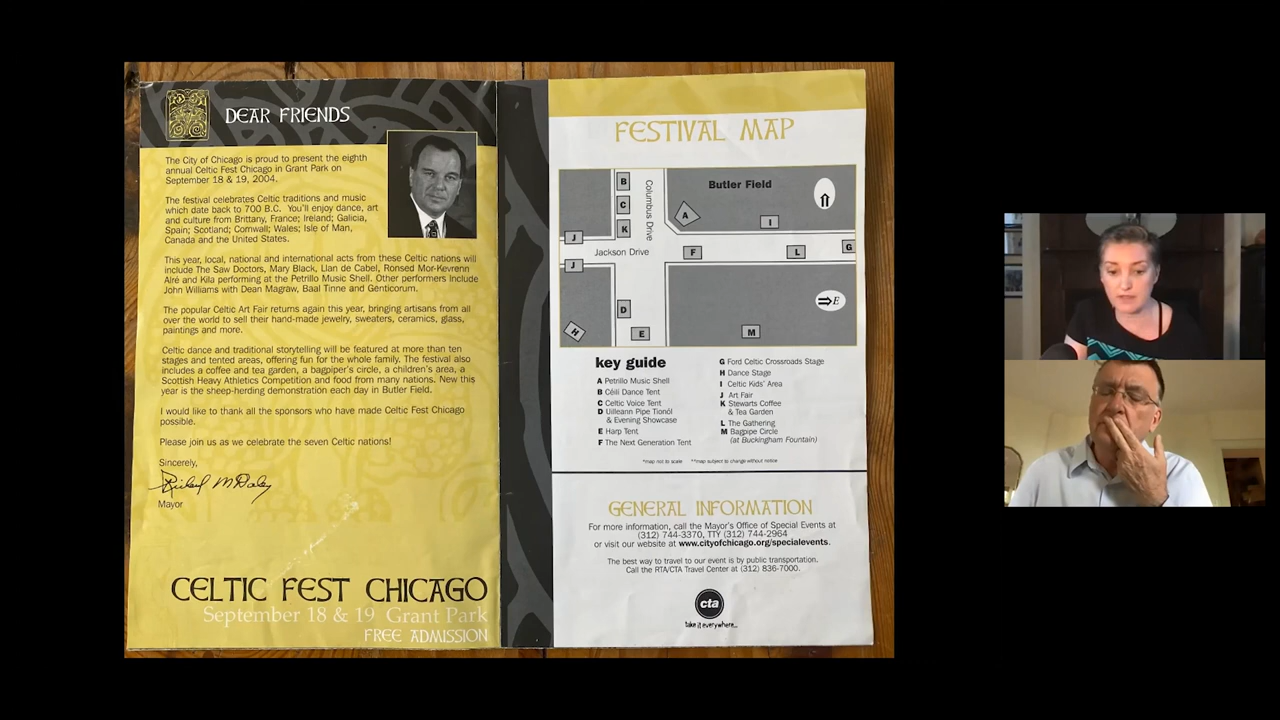 DEAR FRIENDS
The City of Chicago is proud to present the eighth
annual Celtic Fest Chicago in Grant Park on
September 18 & 19, 2004.
The festival celebrates Celtic traditions and music
which date back to 700 B.C. You'll enjoy dance, art
and culture from Brittany, France; Ireland; Galicia,
Spain; Scotland; Cornwall; Wales; Isle of Man,
Canada and the United States.
This year, local, national and international acts from these Celtic nations will
include The Saw Doctors, Mary Black, Llan de Cabel, Ronsed Mor-Kevrenn
Alré and Kila performing at the Petrillo Music Shell. Other performers include
John Williams with Dean Magraw, Baal Tinne and Genticorum.
The popular Celtic Art Fair returns again this year, bringing artisans from all
over the world to sell their hand-made jewelry, sweaters, ceramics, glass,
paintings and more.
Celtic dance and traditional storytelling will be featured at more than ten
stages and tented areas, offering fun for the whole family. The festival also
includes a coffee and tea garden, a bagpiper's circle, a children's area, a
Scottish Heavy Athletics Competition and food from many nations. New this
year is the sheep-herding demonstration each day in Butler Field.
I would like to thank all the sponsors who have made Celtic Fest Chicago
possible.
Please join us as we celebrate the seven Celtic nations!
Sincerely,
Richard M Daley
Mayor
CELTIC FEST CHICAGO
September 18 & 19 Grant Park
FREE ADMISSION
FESTIVAL MAP
B
C
K
Columbus Drive
Butler Field
A
I
J
Jackson Drive
F
L
G
J
D
E
H
M
E
key guide
A Petrillo Music Shell
B Céilí Dance Tent
C Celtic Voice Tent
D Uilleann Pipe Tionól
& Evening Showcase
E Harp Tent
F The Next Generation Tent
G Ford Celtic Crossroads Stage
H Dance Stage
I Celtic Kids' Area
J Art Fair
K Stewarts Coffee
& Tea Garden
L The Gathering
M Bagpipe Circle
(at Buckingham Fountain)
*map not to scale **map subject to change without notice
GENERAL INFORMATION
For more information, call the Mayor's Office of Special Events at
(312) 744-3370, TTY (312) 744-2964
or visit our website at www.cityofchicago.org/specialevents.
The best way to travel to our event is by public transportation.
Call the RTA/CTA Travel Center at (312) 836-7000.
cta
take it everywhere...